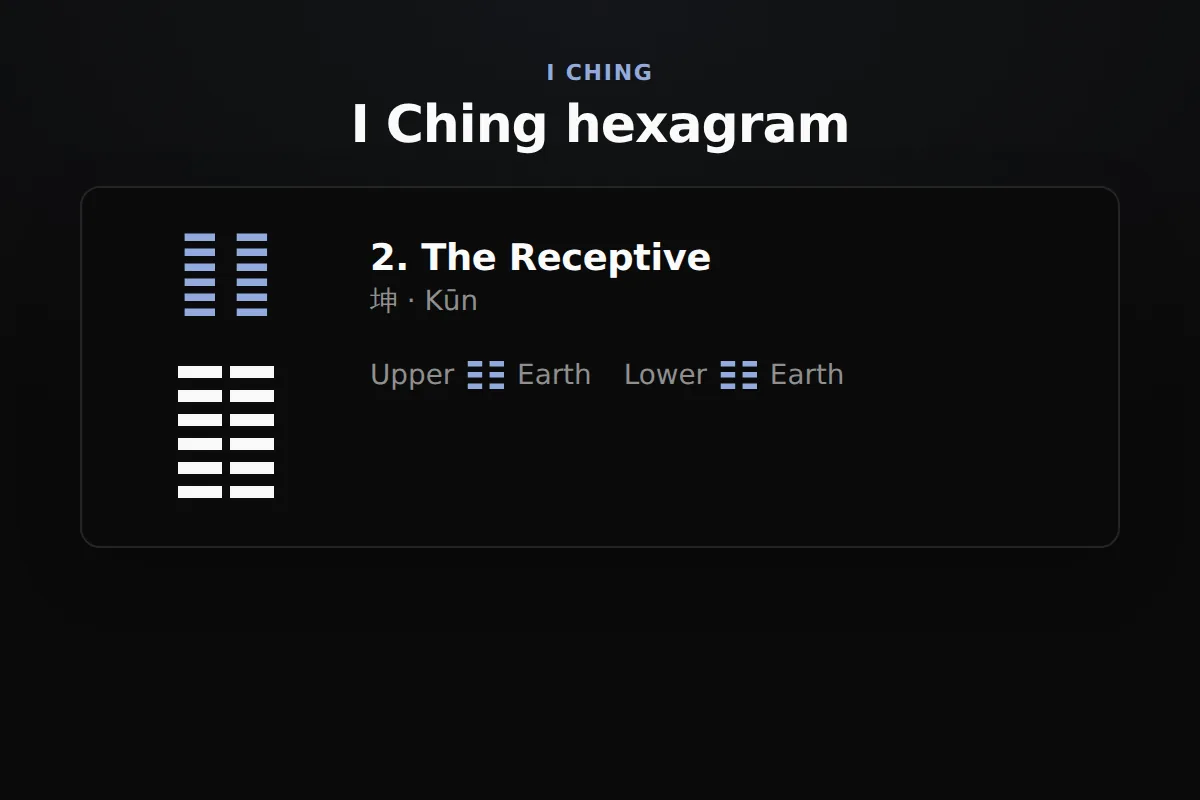 I CHING
I Ching hexagram
䷁
2. The Receptive
坤 · Kūn
Upper ☷ Earth Lower ☷ Earth